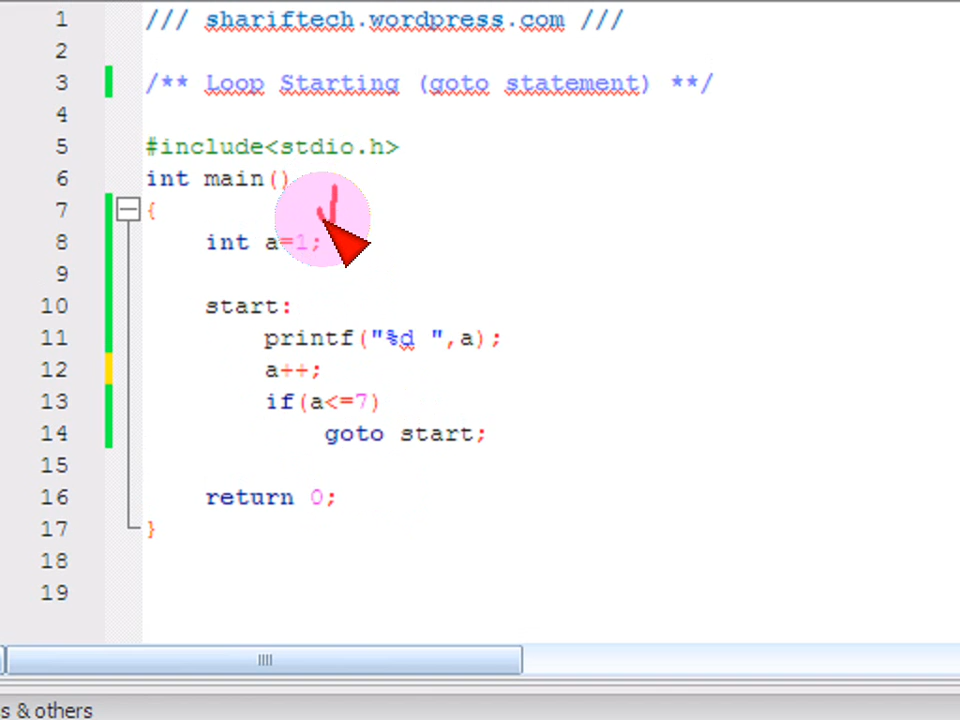 1 /// shariftech.wordpress.com ///
2
3 /** Loop Starting (goto statement) **/
4
5 #include<stdio.h>
6 int main()
7 {
8 int a=1;
9
10 start:
11 printf("%d ",a);
12 a++;
13 if(a<=7)
14 goto start;
15
16 return 0;
17 }
18
19
s & others